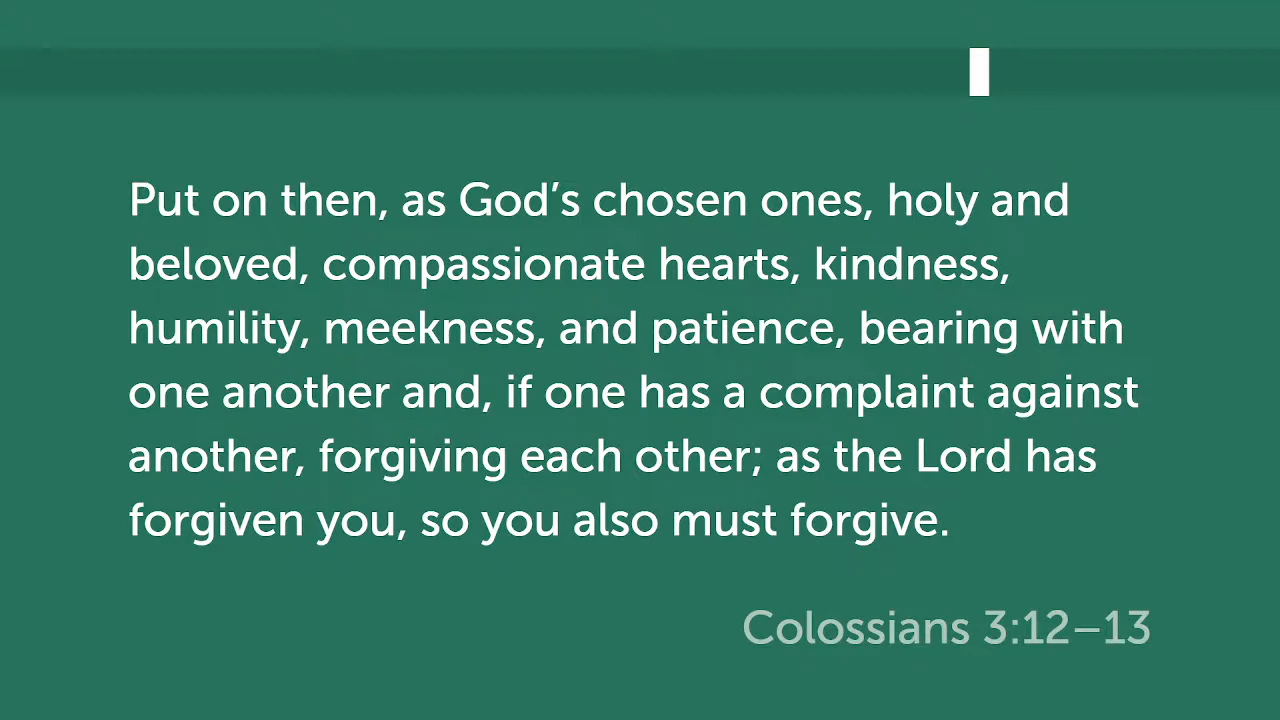 Put on then, as God’s chosen ones, holy and
beloved, compassionate hearts, kindness,
humility, meekness, and patience, bearing with
one another and, if one has a complaint against
another, forgiving each other; as the Lord has
forgiven you, so you also must forgive.
Colossians 3:12–13